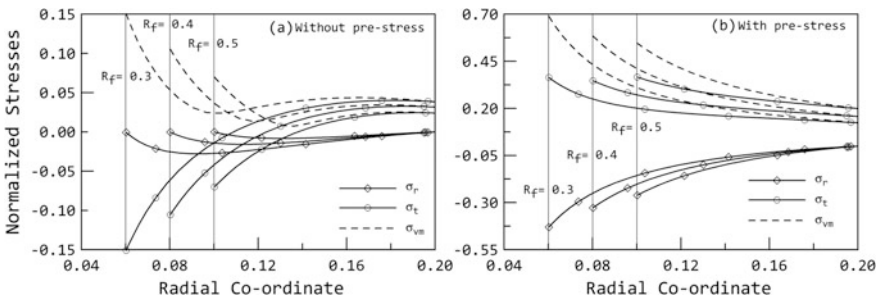 Normalized Stresses
0.15
0.10
0.05
0.00
-0.05
-0.10
-0.15
0.04
0.08
0.12
0.16
0.20
Radial Co-ordinate
(a) Without pre-stress
Rf= 0.4
Rf= 0.5
Rf= 0.3
σr
σt
σvm
0.70
0.45
0.20
-0.05
-0.30
-0.55
0.04
0.08
0.12
0.16
0.20
Radial Co-ordinate
(b) With pre-stress
Rf= 0.5
Rf= 0.4
Rf= 0.3
σr
σt
σvm